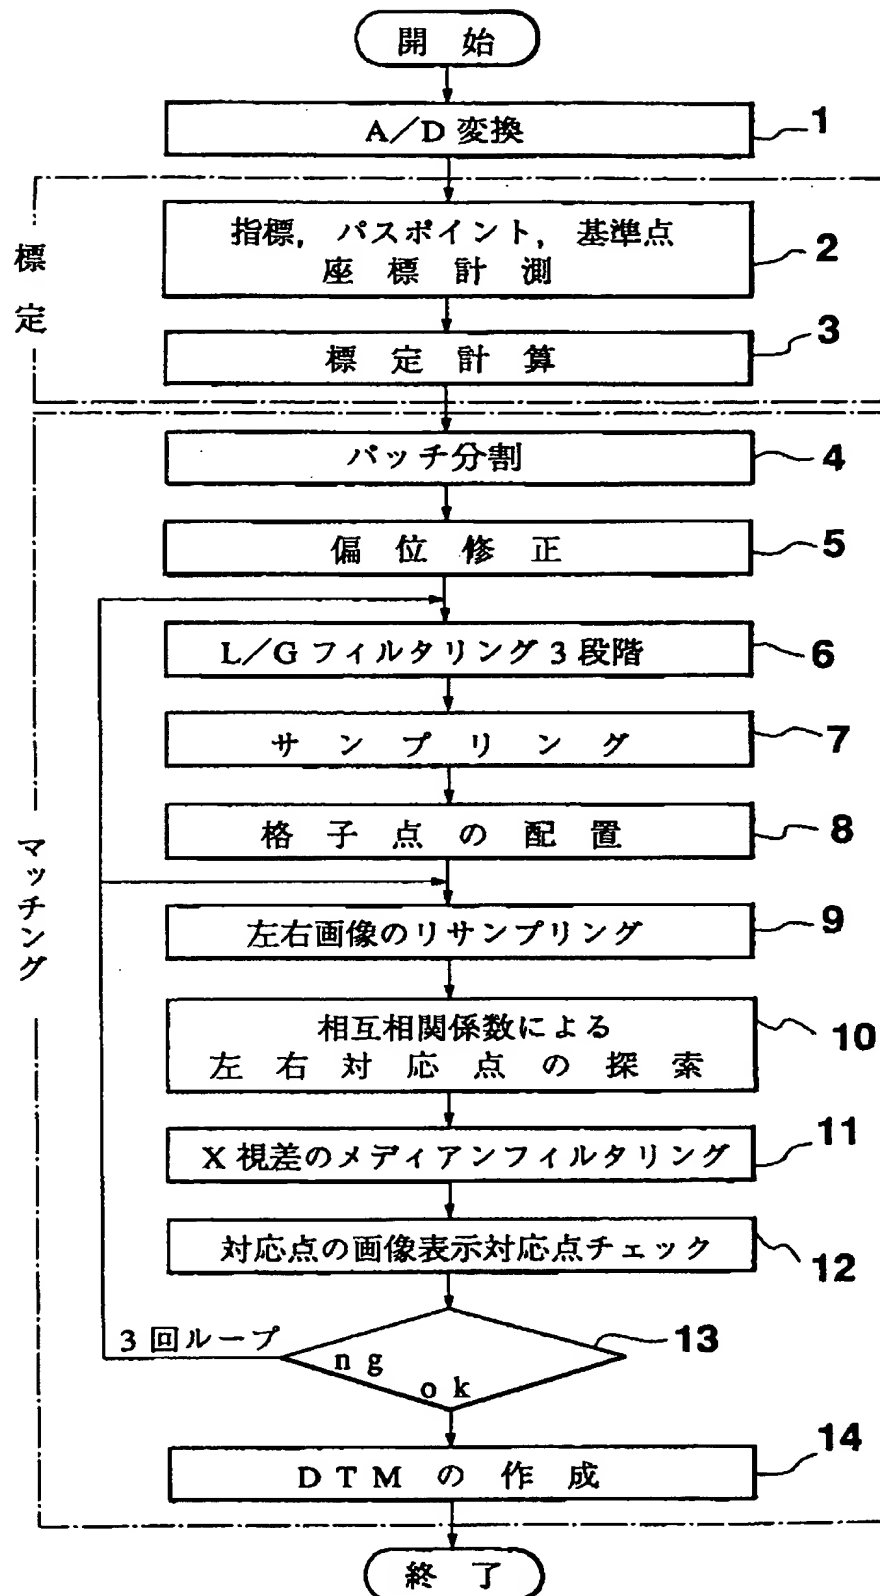 開 始
A/D 変換
1
標 定
指標, パスポイント, 基準点
座 標 計 測
2
標 定 計 算
3
パッチ分割
4
偏 位 修 正
5
L/G フィルタリング 3 段階
6
サ ン プ リ ン グ
7
格 子 点 の 配 置
8
マッチング
左右画像のリサンプリング
9
相互相関係数による
左 右 対 応 点 の 探 索
10
X 視差のメディアンフィルタリング
11
対応点の画像表示対応点チェック
12
3 回ループ
n g
o k
13
D T M の 作 成
14
終 了